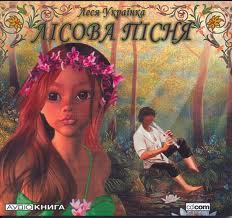 Леся Українка
ЛІСОВА ПІСНЯ
АУДІОКНИГА